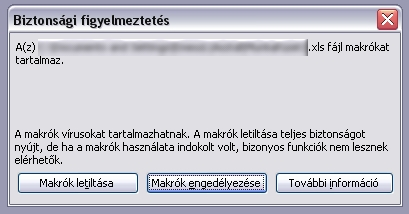 Biztonsági figyelmeztetés
A(z) .xls fájl makrókat
tartalmaz.
A makrók vírusokat tartalmazhatnak. A makrók letiltása teljes biztonságot
nyújt, de ha a makrók használata indokolt volt, bizonyos funkciók nem lesznek
elérhetők.
Makrók letiltása
Makrók engedélyezése
További információ